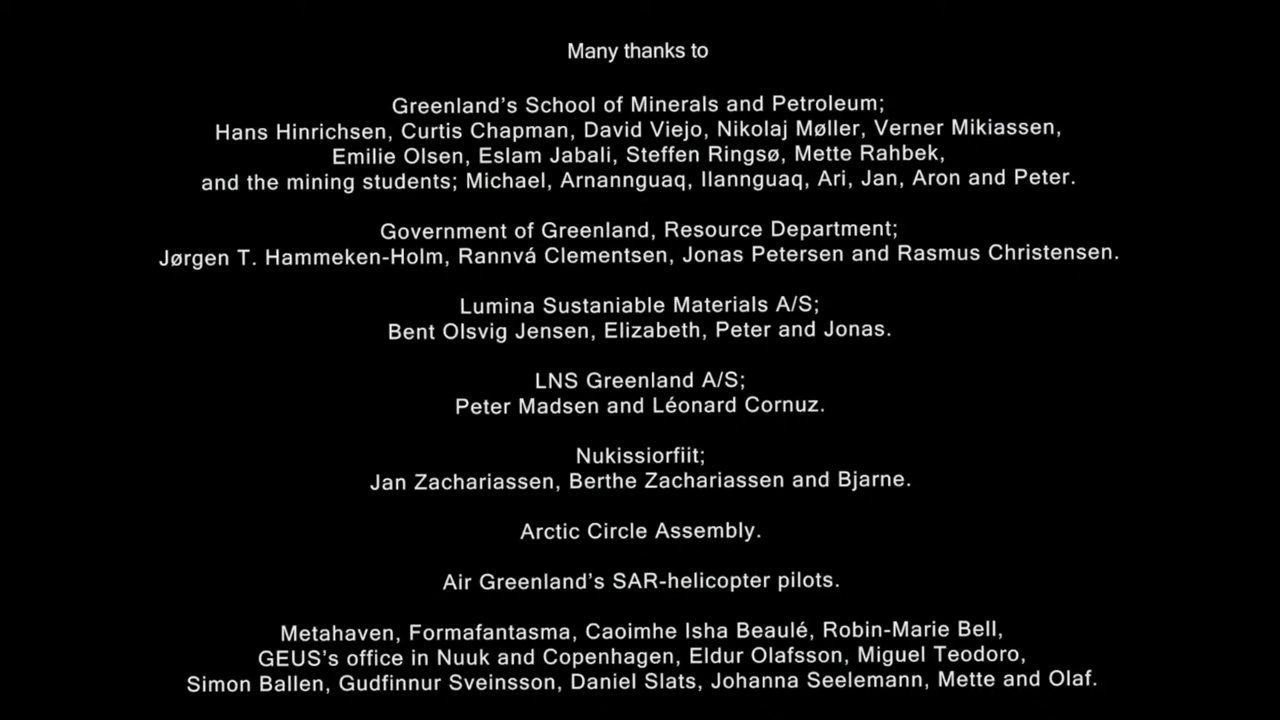 Many thanks to
Greenland's School of Minerals and Petroleum;
Hans Hinrichsen, Curtis Chapman, David Viejo, Nikolaj Møller, Verner Mikiassen,
Emilie Olsen, Eslam Jabali, Steffen Ringsø, Mette Rahbek,
and the mining students; Michael, Arnannguaq, Ilannguaq, Ari, Jan, Aron and Peter.
Government of Greenland, Resource Department;
Jørgen T. Hammeken-Holm, Rannvá Clementsen, Jonas Petersen and Rasmus Christensen.
Lumina Sustaniable Materials A/S;
Bent Olsvig Jensen, Elizabeth, Peter and Jonas.
LNS Greenland A/S;
Peter Madsen and Léonard Cornuz.
Nukissiorfiit;
Jan Zachariassen, Berthe Zachariassen and Bjarne.
Arctic Circle Assembly.
Air Greenland's SAR-helicopter pilots.
Metahaven, Formafantasma, Caoimhe Isha Beaulé, Robin-Marie Bell,
GEUS's office in Nuuk and Copenhagen, Eldur Olafsson, Miguel Teodoro,
Simon Ballen, Gudfinnur Sveinsson, Daniel Slats, Johanna Seelemann, Mette and Olaf.